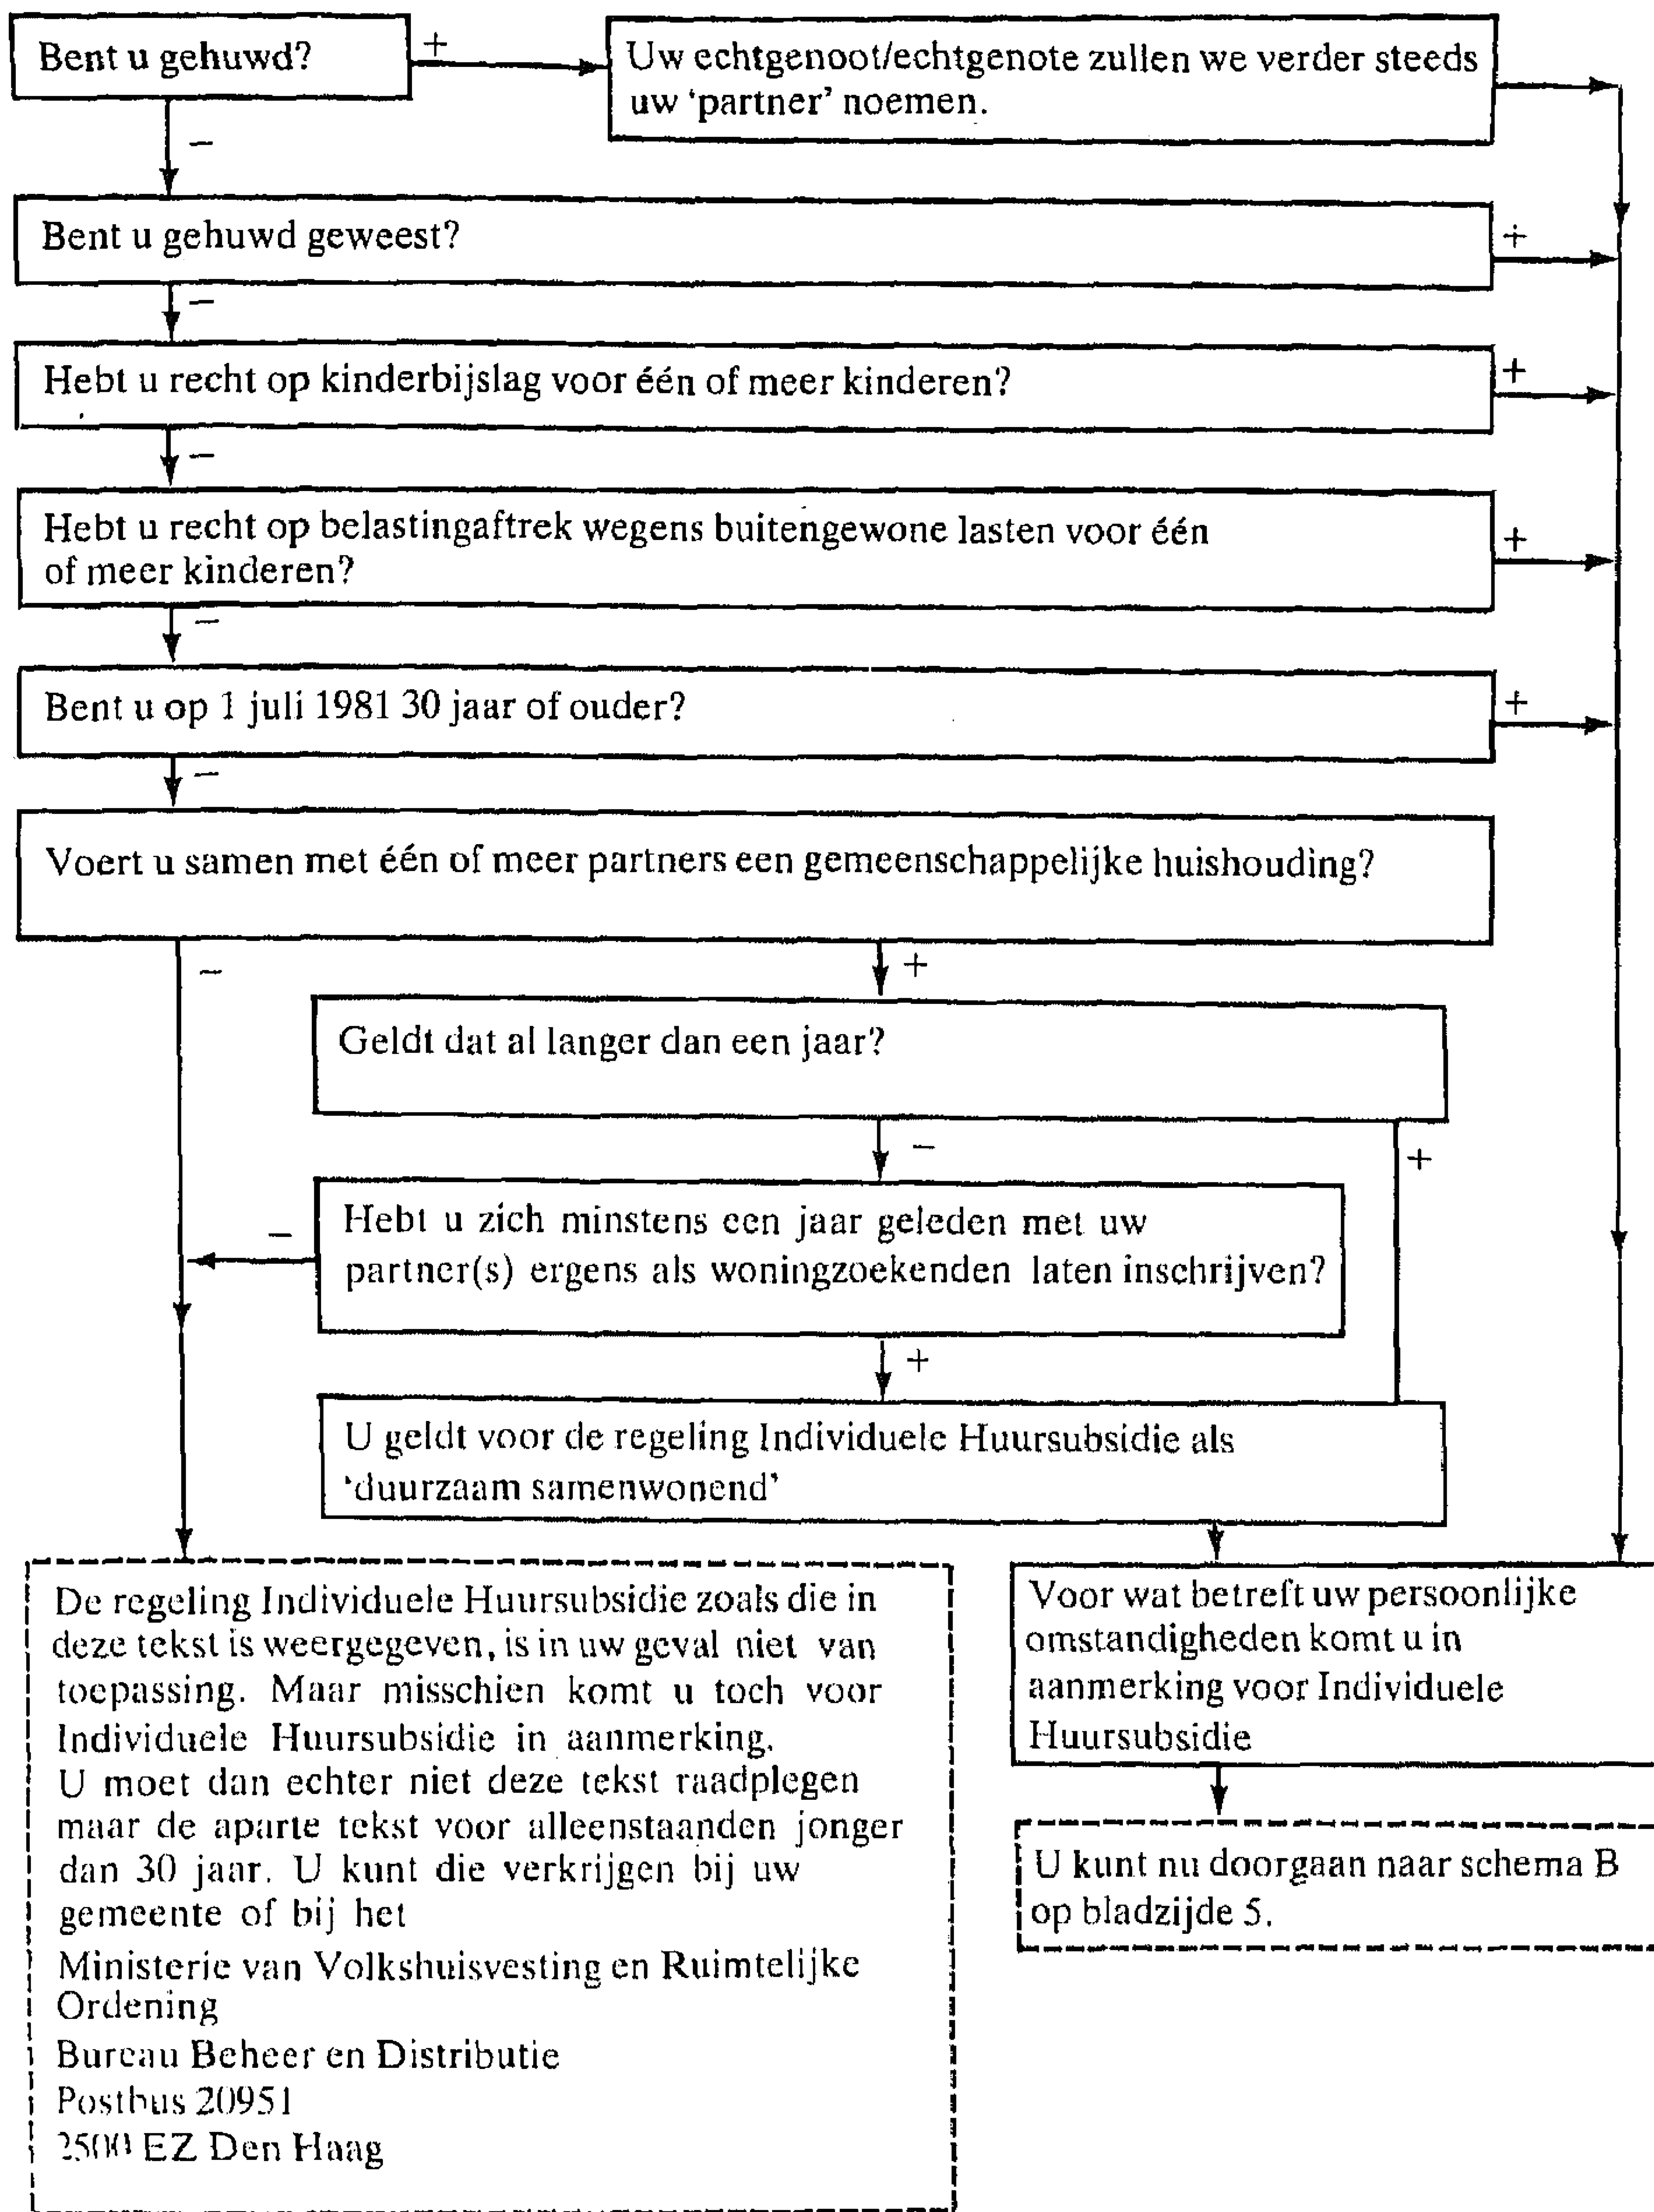 Bent u gehuwd?
+
Uw echtgenoot/echtgenote zullen we verder steeds
uw ‘partner’ noemen.
–
Bent u gehuwd geweest?
+
–
Hebt u recht op kinderbijslag voor één of meer kinderen?
+
–
Hebt u recht op belastingaftrek wegens buitengewone lasten voor één
of meer kinderen?
+
–
Bent u op 1 juli 1981 30 jaar of ouder?
+
–
Voert u samen met één of meer partners een gemeenschappelijke huishouding?
–
+
Geldt dat al langer dan een jaar?
–
+
Hebt u zich minstens een jaar geleden met uw
partner(s) ergens als woningzoekenden laten inschrijven?
–
+
U geldt voor de regeling Individuele Huursubsidie als
‘duurzaam samenwonend’
De regeling Individuele Huursubsidie zoals die in
deze tekst is weergegeven, is in uw geval niet van
toepassing. Maar misschien komt u toch voor
Individuele Huursubsidie in aanmerking.
U moet dan echter niet deze tekst raadplegen
maar de aparte tekst voor alleenstaanden jonger
dan 30 jaar. U kunt die verkrijgen bij uw
gemeente of bij het
Ministerie van Volkshuisvesting en Ruimtelijke
Ordening
Bureau Beheer en Distributie
Postbus 20951
2500 EZ Den Haag
Voor wat betreft uw persoonlijke
omstandigheden komt u in
aanmerking voor Individuele
Huursubsidie
U kunt nu doorgaan naar schema B
op bladzijde 5.